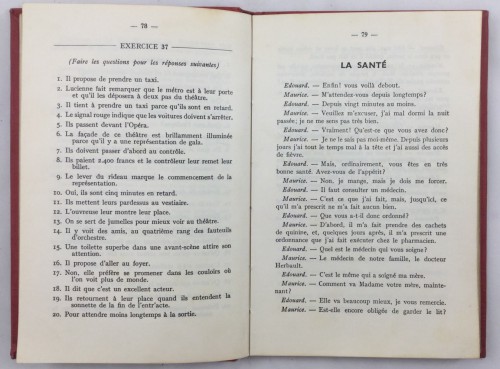 — 78 —
EXERCICE 37
(Faire les questions pour les réponses suivantes)
1. Il propose de prendre un taxi.
2. Lucienne fait remarquer que le métro est à leur porte
et qu'il les déposera à deux pas du théâtre.
3. Il tient à prendre un taxi parce qu'ils sont en retard.
4. Le signal rouge indique que les voitures doivent s'arrêter.
5. Ils passent devant l'Opéra.
6. La façade de ce théâtre est brillamment illuminée
parce qu'il y a une représentation de gala.
7. Ils doivent passer d'abord au contrôle.
8. Ils paient 2.400 francs et le contrôleur leur remet leur
billet.
9. Le lever du rideau marque le commencement de la
représentation.
10. Oui, ils sont cinq minutes en retard.
11. Ils mettent leurs pardessus au vestiaire.
12. L'ouvreuse leur montre leur place.
13. On se sert de jumelles pour mieux voir au théâtre.
14. Il y voit des amis, au quatrième rang des fauteuils
d'orchestre.
15. Une toilette superbe dans une avant-scène attire son
attention.
16. Il propose d'aller au foyer.
17. Non, elle préfère se promener dans les couloirs où
l'on voit plus de monde.
18. Il dit que c'est un excellent acteur.
19. Ils retournent à leur place quand ils entendent la
sonnette de la fin de l'entr'acte.
20. Pour attendre moins longtemps à la sortie.
— 79 —
LA SANTÉ
Edouard. — Enfin! vous voilà debout.
Maurice. — M'attendez-vous depuis longtemps?
Edouard. — Depuis vingt minutes au moins.
Maurice. — Veuillez m'excuser, j'ai mal dormi la nuit
passée; je ne me sens pas très bien.
Edouard. — Vraiment! Qu'est-ce que vous avez donc?
Maurice. — Je ne le sais pas moi-même. Depuis plusieurs
jours j'ai tout le temps mal à la tête et j'ai aussi des accès
de fièvre.
Edouard. — Mais, ordinairement, vous êtes en très
bonne santé. Avez-vous de l'appétit?
Maurice. — Non, je mange, mais je dois me forcer.
Edouard. — Il faut consulter un médecin.
Maurice. — C'est ce que j'ai fait, mais, jusqu'ici, ce
qu'il m'a prescrit ne m'a fait aucun bien.
Edouard. — Que vous a-t-il donc ordonné?
Maurice. — D'abord, il m'a fait prendre des cachets
de quinine, et, quelques jours après, il m'a prescrit une
ordonnance que j'ai fait exécuter chez le pharmacien.
Edouard. — Quel est le médecin qui vous soigne?
Maurice. — Le médecin de notre famille, le docteur
Herbault.
Edouard. — C'est le même qui a soigné ma mère.
Maurice. — Comment va Madame votre mère, mainte-
nant?
Edouard. — Elle va beaucoup mieux, je vous remercie.
Maurice. — Est-elle encore obligée de garder le lit?